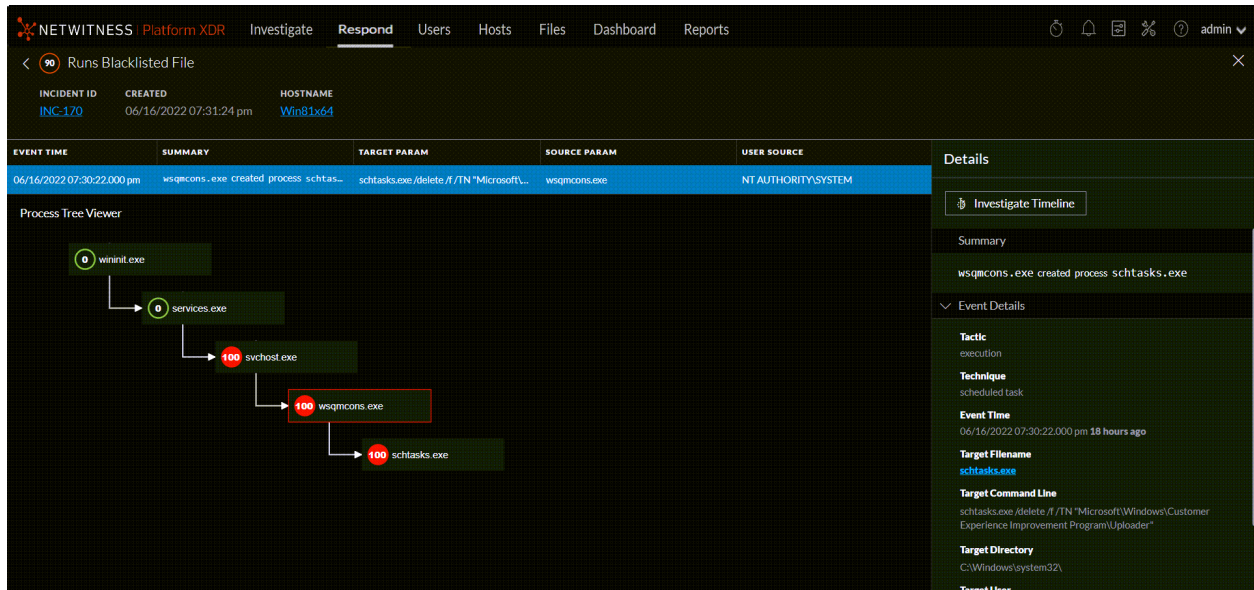 NETWITNESS Platform XDR Investigate Respond Users Hosts Files Dashboard Reports admin
90 Runs Blacklisted File
INCIDENT ID CREATED HOSTNAME
INC-170 06/16/2022 07:31:24 pm Win81x64
EVENT TIME SUMMARY TARGET PARAM SOURCE PARAM USER SOURCE
06/16/2022 07:30:22.000 pm wsqmcons.exe created process schtas... schtasks.exe /delete /f /TN "Microsoft\... wsqmcons.exe NT AUTHORITY\SYSTEM
Process Tree Viewer
0 wininit.exe
0 services.exe
100 svchost.exe
100 wsqmcons.exe
100 schtasks.exe
Details
Investigate Timeline
Summary
wsqmcons.exe created process schtasks.exe
Event Details
Tactic
execution
Technique
scheduled task
Event Time
06/16/2022 07:30:22.000 pm 18 hours ago
Target Filename
schtasks.exe
Target Command Line
schtasks.exe /delete /f /TN "Microsoft\Windows\Customer
Experience Improvement Program\Uploader"
Target Directory
C:\Windows\system32\
Target User